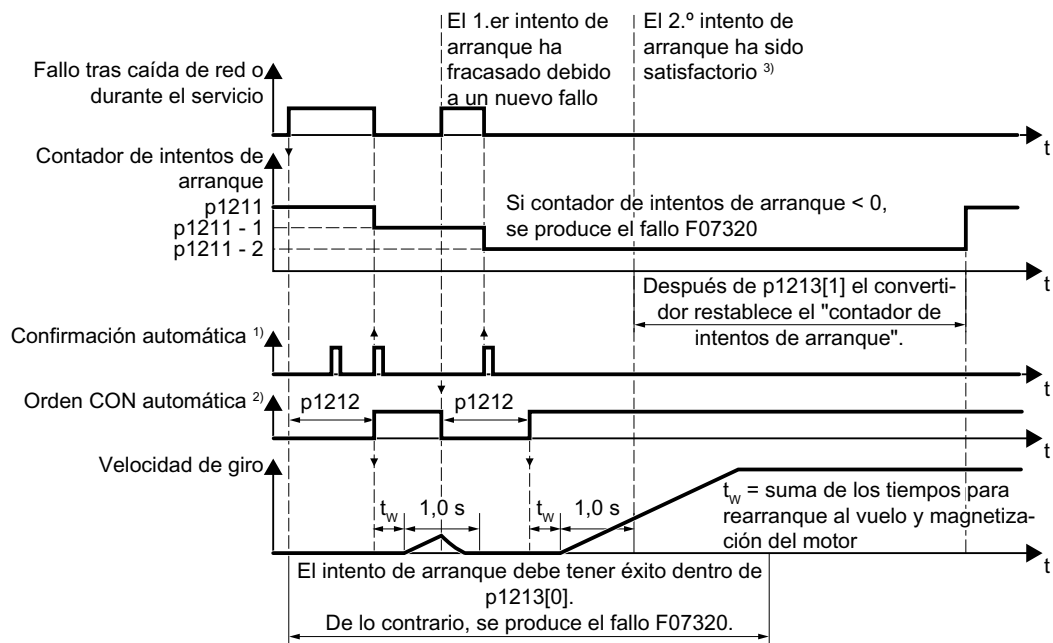 El 1.er intento de
arranque ha
fracasado debido
a un nuevo fallo
El 2.º intento de
arranque ha sido
satisfactorio 3)
Fallo tras caída de red o
durante el servicio
t
Contador de intentos de
arranque
p1211
p1211 - 1
p1211 - 2
Si contador de intentos de arranque < 0,
se produce el fallo F07320
t
Después de p1213[1] el converti-
dor restablece el "contador de
intentos de arranque".
Confirmación automática 1)
t
Orden CON automática 2)
p1212
p1212
t
Velocidad de giro
tw
1,0 s
tw
1,0 s
tw = suma de los tiempos para
rearranque al vuelo y magnetiza-
ción del motor
t
El intento de arranque debe tener éxito dentro de
p1213[0].
De lo contrario, se produce el fallo F07320.